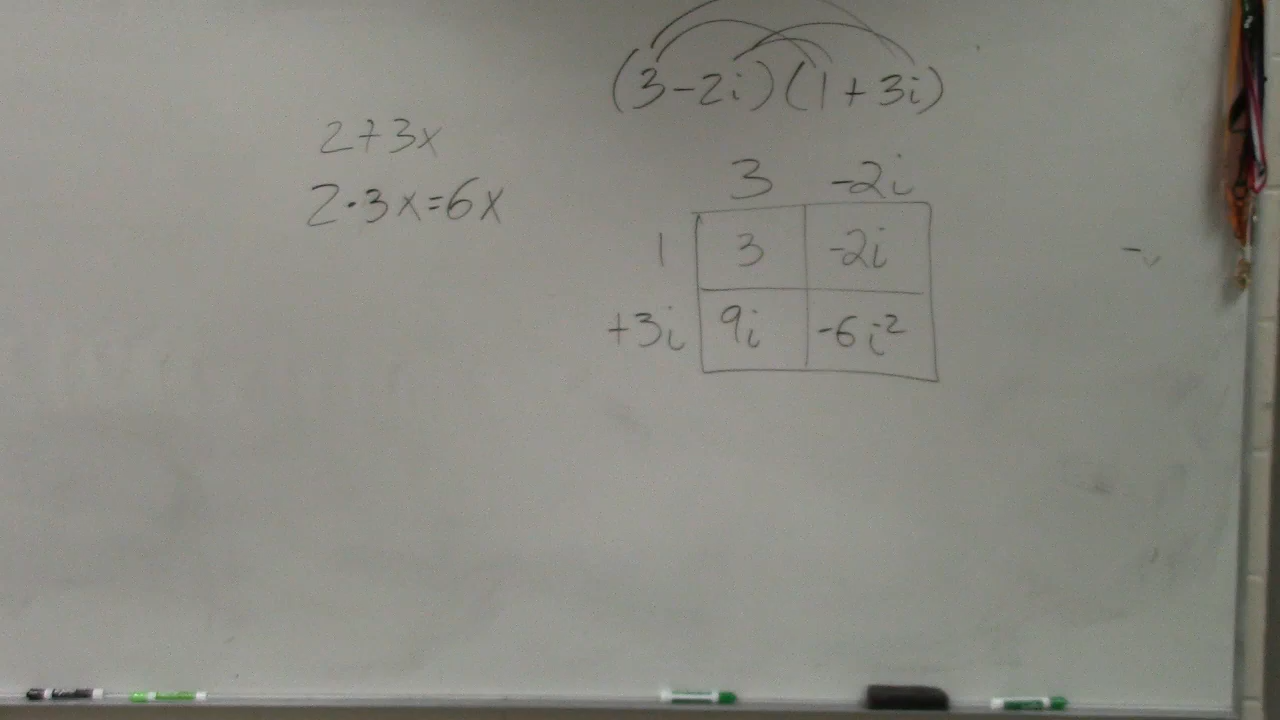 (3-2i)(1+3i)
2+3x
2·3x=6x
3 -2i
1 3 -2i
+3i 9i -6i²